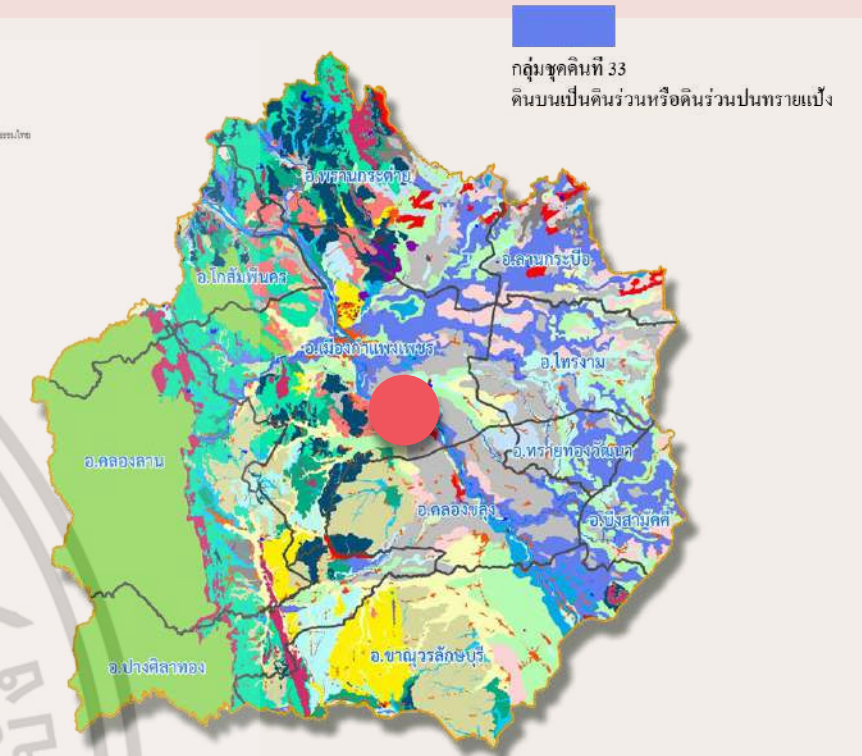 กลุ่มชุดดินที่ 33
ดินบนเป็นดินร่วนหรือดินร่วนปนทรายแป้ง
อ.พรานกระต่าย
อ.ลานกระบือ
อ.โกสัมพีนคร
อ.เมืองกำแพงเพชร
อ.ไทรงาม
อ.คลองลาน
อ.ทรายทองวัฒนา
อ.คลองขลุง
อ.บึงสามัคคี
อ.ปางศิลาทอง
อ.ขาณุวรลักษบุรี